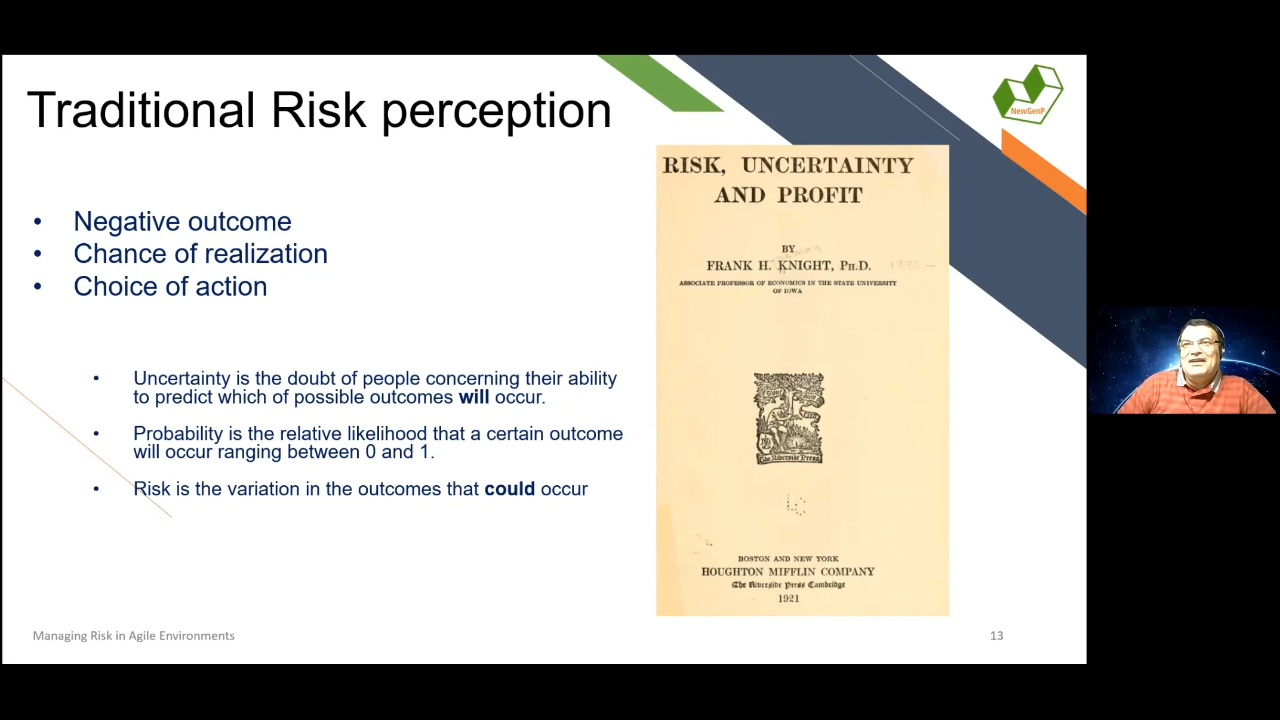 Traditional Risk perception
NewGenP
• Negative outcome
• Chance of realization
• Choice of action
• Uncertainty is the doubt of people concerning their ability
to predict which of possible outcomes will occur.
• Probability is the relative likelihood that a certain outcome
will occur ranging between 0 and 1.
• Risk is the variation in the outcomes that could occur
RISK, UNCERTAINTY
AND PROFIT
BY
FRANK H. KNIGHT, PH.D.
ASSOCIATE PROFESSOR OF ECONOMICS IN THE STATE UNIVERSITY
OF IOWA
The Riverside Press
BOSTON AND NEW YORK
HOUGHTON MIFFLIN COMPANY
The Riverside Press Cambridge
1921
Managing Risk in Agile Environments
13